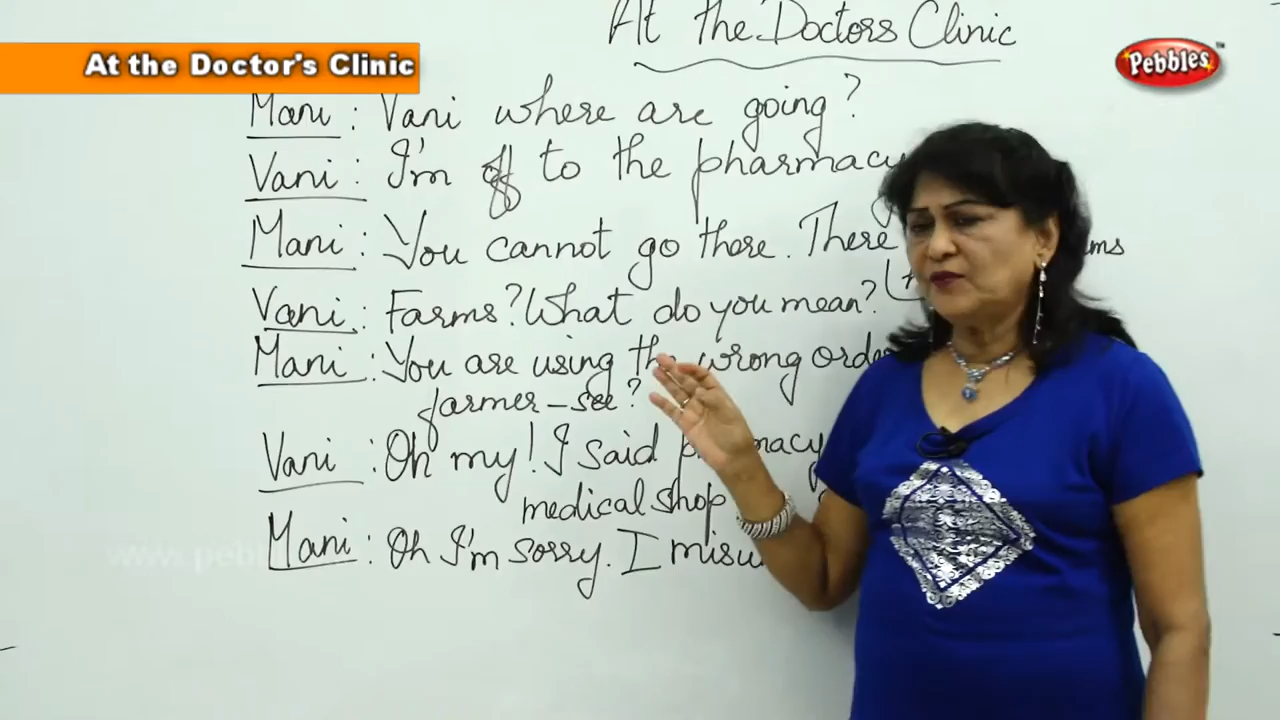 At the Doctors Clinic
At the Doctor's Clinic
Pebbles
Mani : Vani where are going?
Vani : I'm off to the pharmacy
Mani : You cannot go there. There
Vani : Farms? What do you mean?
Mani : You are using the wrong
farmer – see?
Vani : Oh my! I said
medical shop
Mani : Oh I'm sorry. I